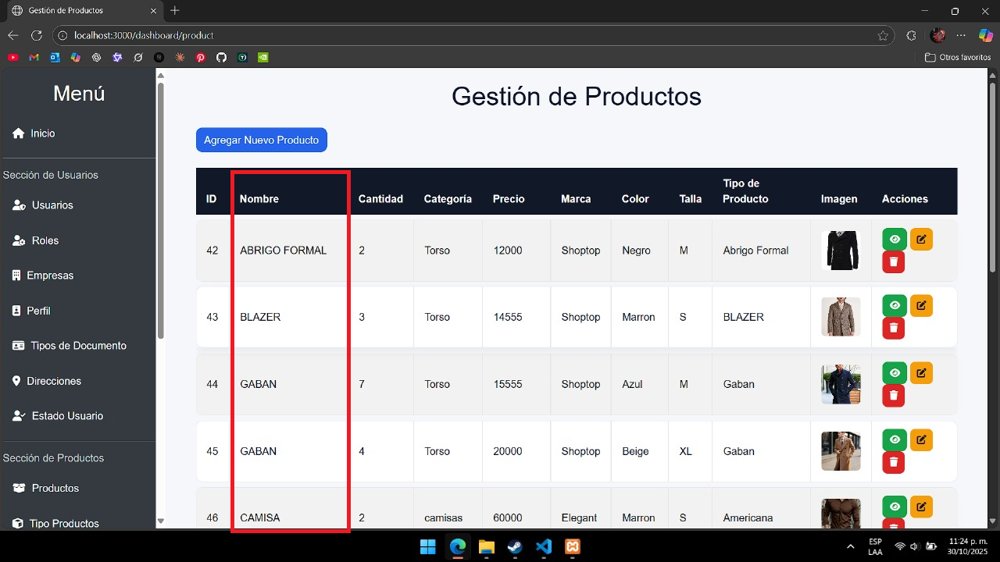 Gestión de Productos
localhost:3000/dashboard/product
Otros favoritos
Menú
Inicio
Sección de Usuarios
Usuarios
Roles
Empresas
Perfil
Tipos de Documento
Direcciones
Estado Usuario
Sección de Productos
Productos
Tipo Productos
Gestión de Productos
Agregar Nuevo Producto
ID Nombre Cantidad Categoría Precio Marca Color Talla Tipo de Producto Imagen Acciones
42 ABRIGO FORMAL 2 Torso 12000 Shoptop Negro M Abrigo Formal
43 BLAZER 3 Torso 14555 Shoptop Marron S BLAZER
44 GABAN 7 Torso 15555 Shoptop Azul M Gaban
45 GABAN 4 Torso 20000 Shoptop Beige XL Gaban
46 CAMISA 2 camisas 60000 Elegant Marron S Americana
ESP
LAA
11:24 p. m.
30/10/2025